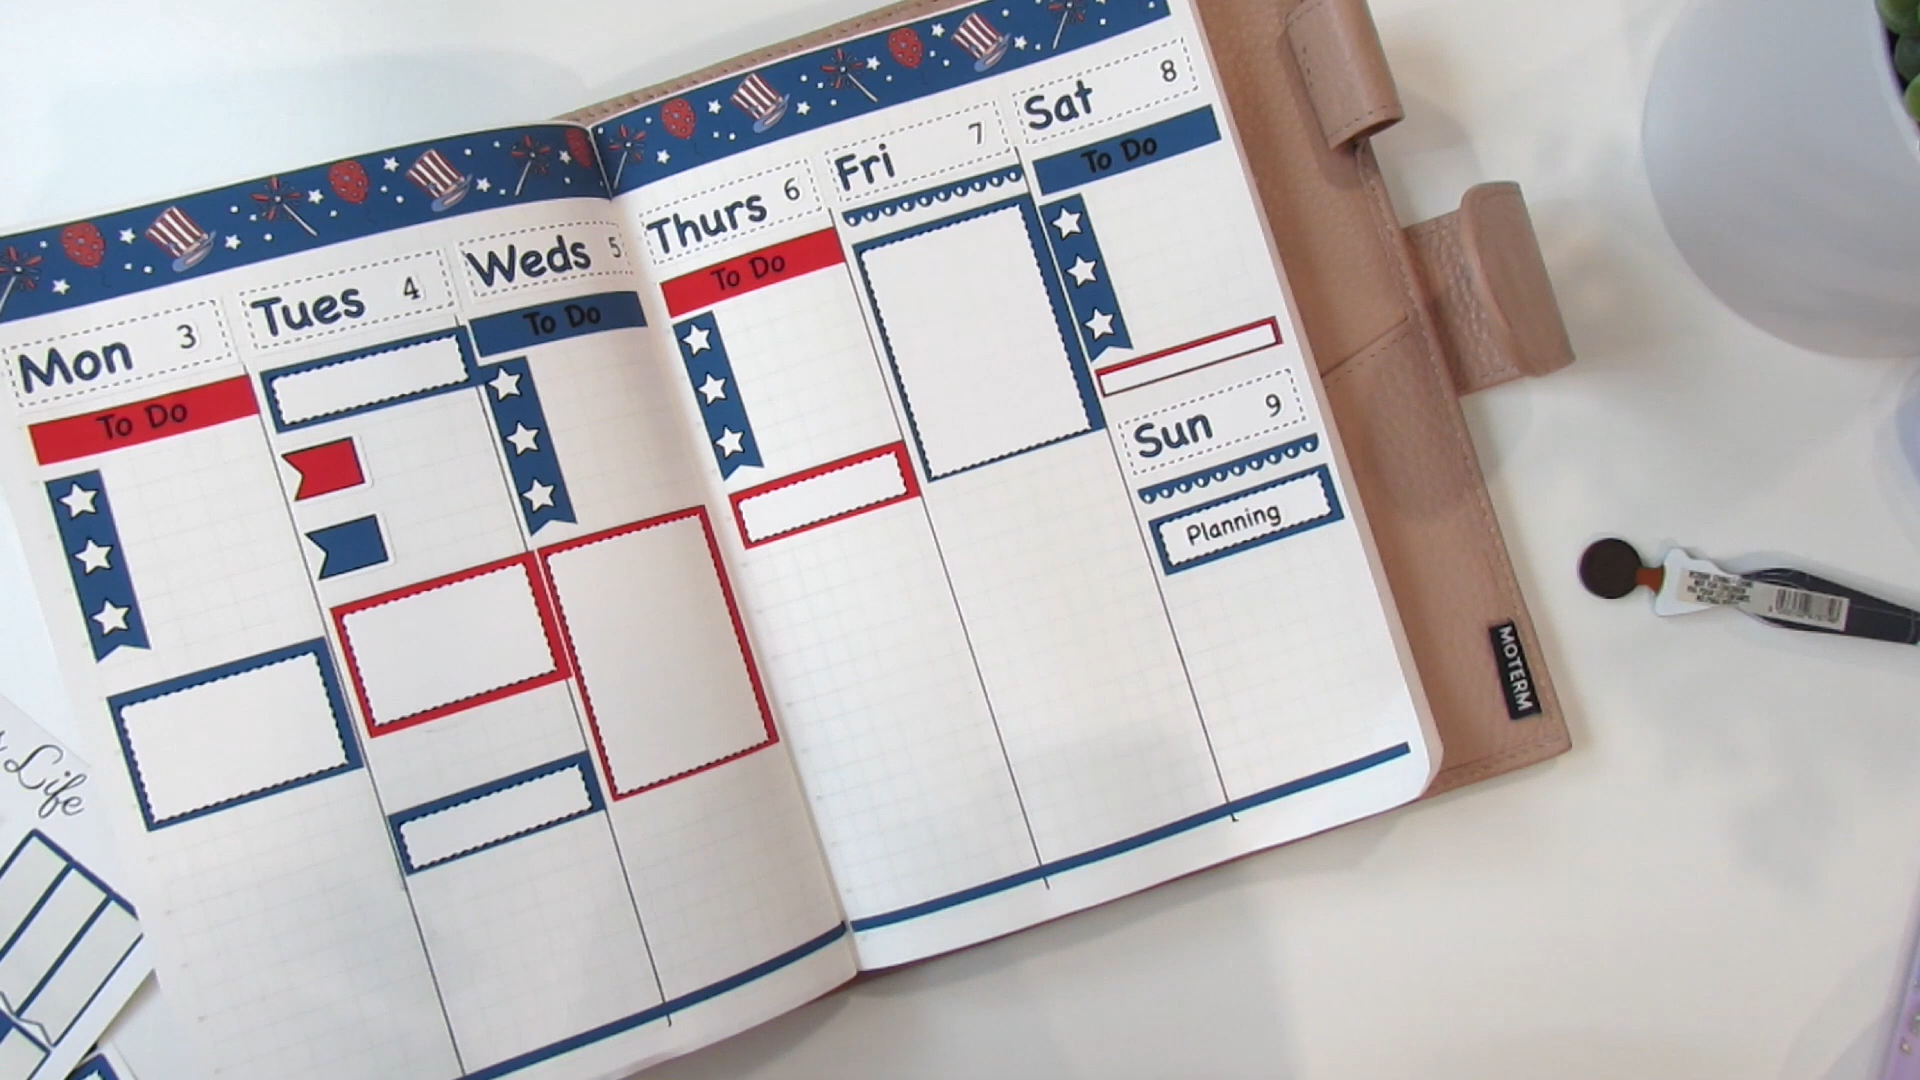 Mon 3
To Do
Tues 4
Weds 5
To Do
Thurs 6
To Do
Fri 7
Sat 8
To Do
Sun 9
Planning
Life
MOTERM